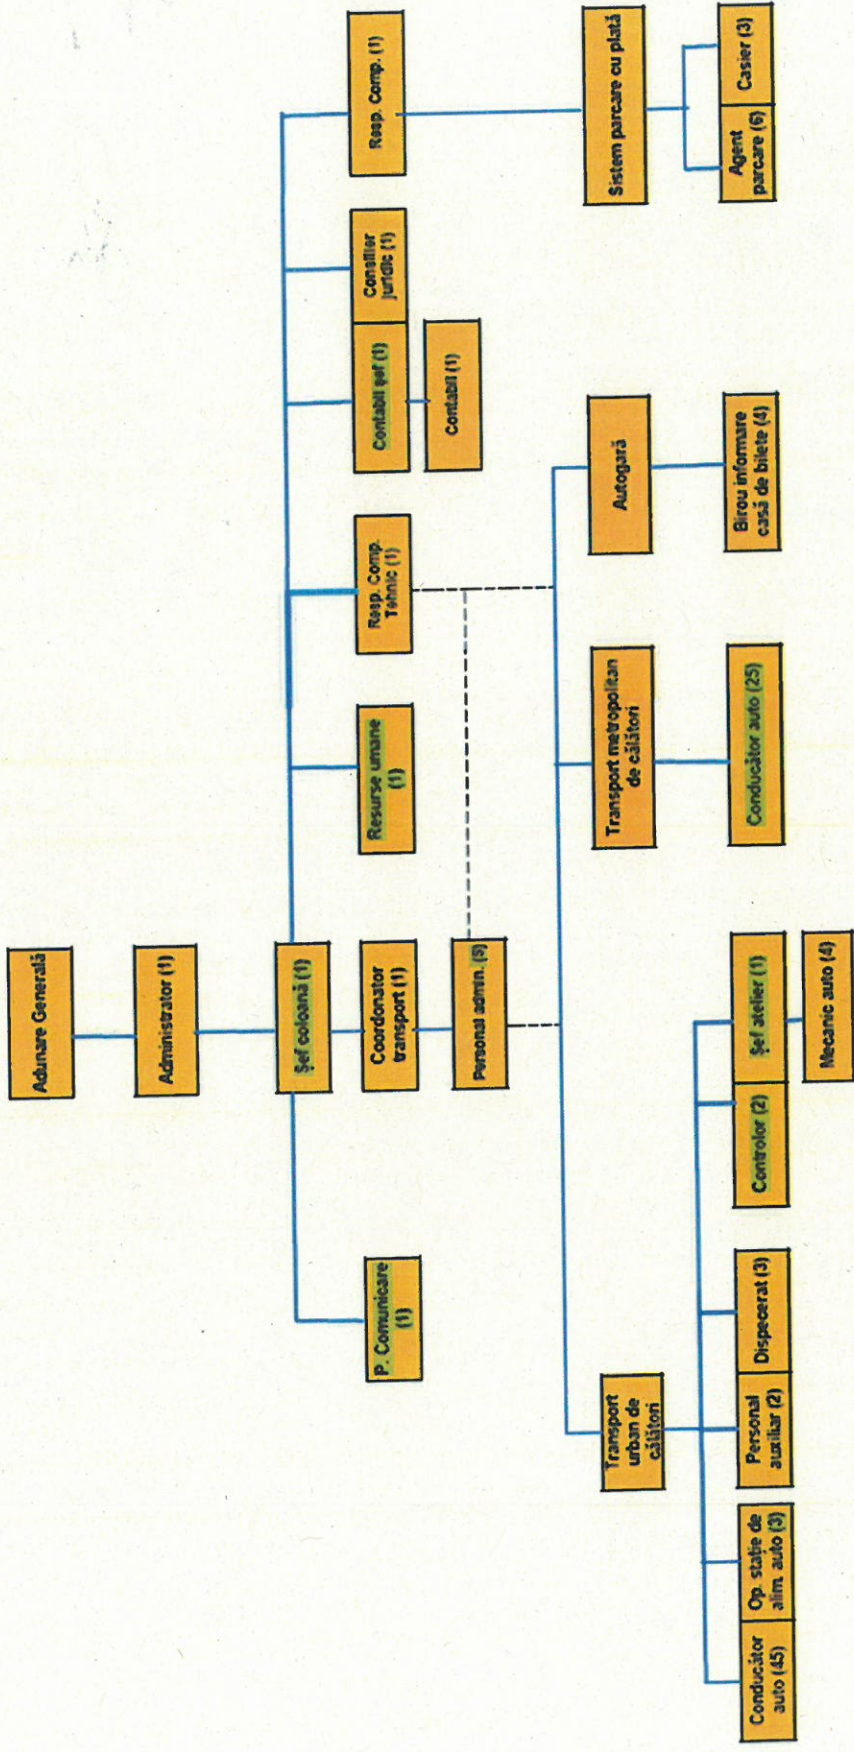 Adunare Generală
Administrator (1)
Șef coloană (1)
P. Comunicare
(1)
Coordonator
transport (1)
Resurse umane
(1)
Resp. Comp.
Tehnic (1)
Contabil șef (1)
Consilier
juridic (1)
Resp. Comp. (1)
Personal admin. (5)
Contabil (1)
Transport
urban de
călători
Transport metropolitan
de călători
Autogară
Sistem parcare cu plată
Conducător
auto (45)
Op. stație de
alim. auto (3)
Personal
auxiliar (2)
Dispecerat (3)
Controlor (2)
Șef atelier (1)
Conducător auto (25)
Birou informare
casă de bilete (4)
Agent
parcare (6)
Casier (3)
Mecanic auto (4)